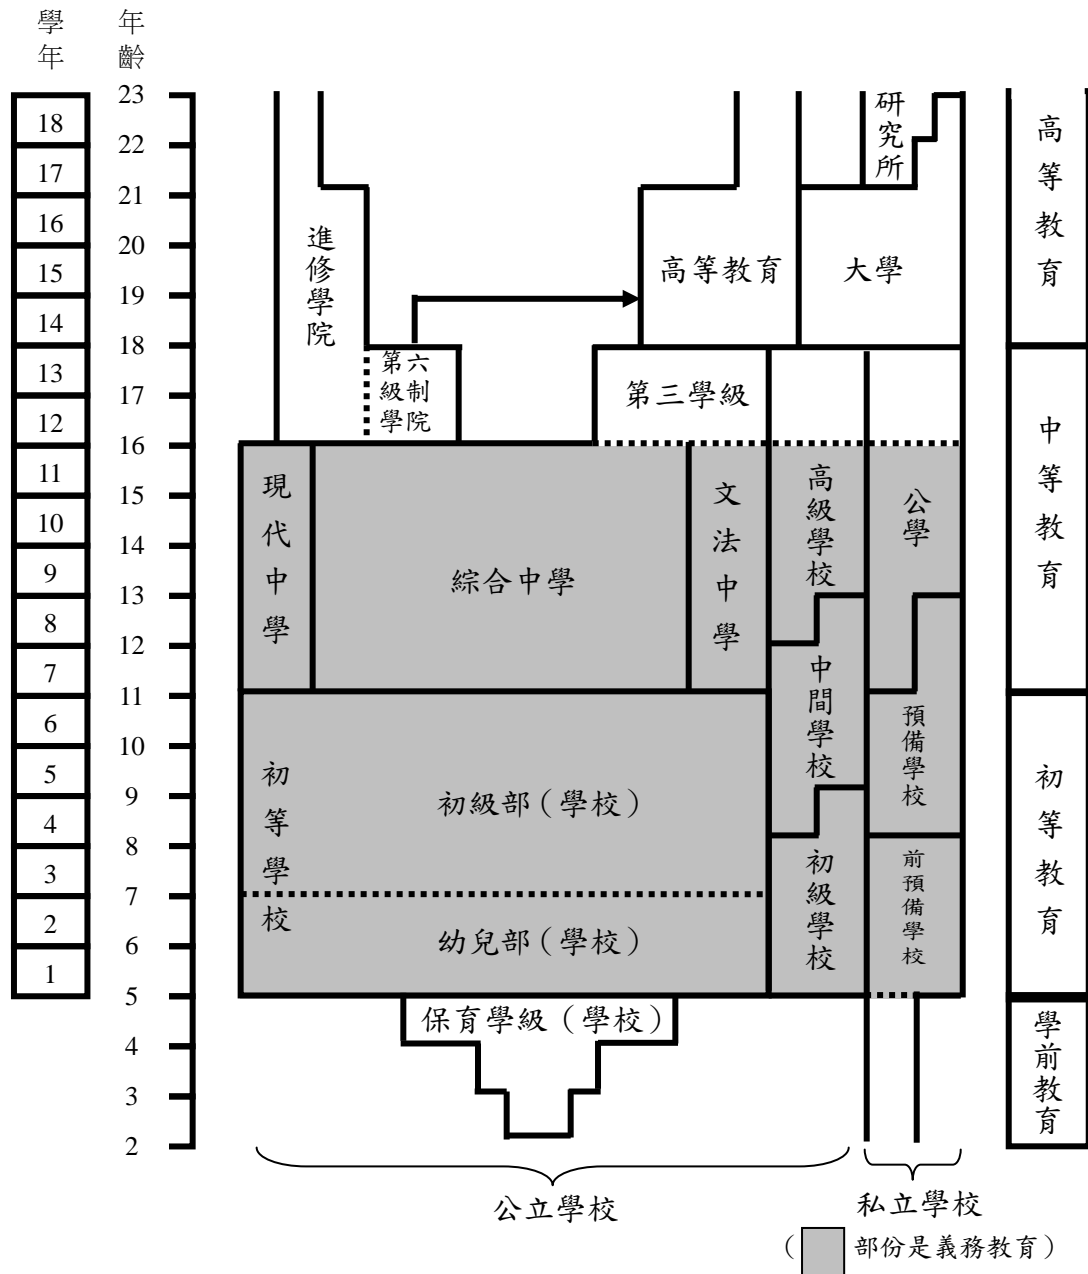 學年
年齡
23
22
21
20
19
18
17
16
15
14
13
12
11
10
9
8
7
6
5
4
3
2
18
17
16
15
14
13
12
11
10
9
8
7
6
5
4
3
2
1
研究所
進修學院
高等教育
大學
第六級制學院
第三學級
現代中學
綜合中學
文法中學
高級學校
公學
中間學校
預備學校
初等學校
初級部（學校）
幼兒部（學校）
初級學校
前預備學校
保育學級（學校）
高等教育
中等教育
初等教育
學前教育
公立學校
私立學校
（ 部份是義務教育）